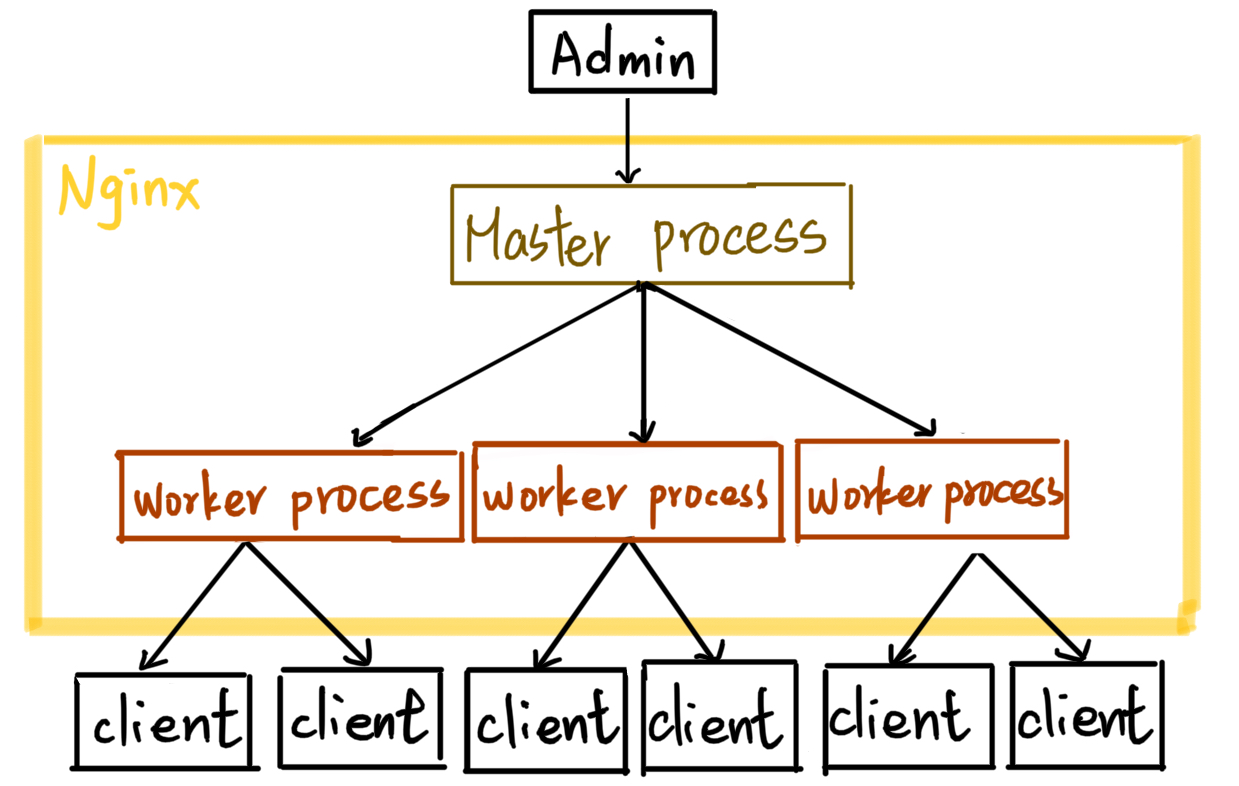 Admin
Nginx
Master process
worker process
worker process
worker process
client
client
client
client
client
client